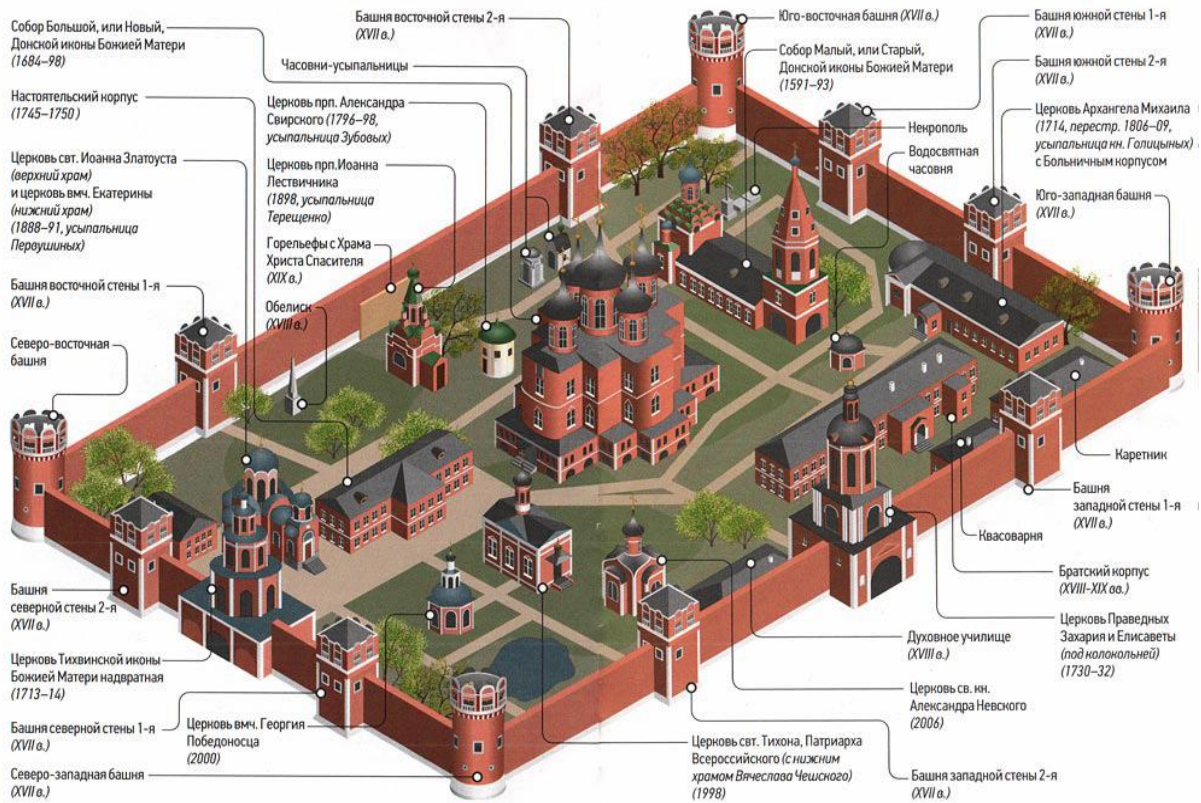 Собор Большой, или Новый,
Донской иконы Божией Матери
(1684–98)
Настоятельский корпус
(1745–1750)
Церковь свт. Иоанна Златоуста
(верхний храм)
и церковь вмч. Екатерины
(нижний храм)
(1888–91, усыпальница
Первушиных)
Башня восточной стены 1-я
(XVII в.)
Северо-восточная
башня
Башня
северной стены 2-я
(XVII в.)
Церковь Тихвинской иконы
Божией Матери надвратная
(1713–14)
Башня северной стены 1-я
(XVII в.)
Северо-западная башня
(XVII в.)
Башня восточной стены 2-я
(XVII в.)
Часовни-усыпальницы
Церковь прп. Александра
Свирского (1796–98,
усыпальница Зубовых)
Церковь прп.Иоанна
Лествичника
(1898, усыпальница
Терещенко)
Горельефы с Храма
Христа Спасителя
(XIX в.)
Обелиск
(XVIII в.)
Церковь вмч. Георгия
Победоносца
(2000)
Юго-восточная башня (XVII в.)
Собор Малый, или Старый,
Донской иконы Божией Матери
(1591–93)
Некрополь
Водосвятная
часовня
Башня южной стены 1-я
(XVII в.)
Башня южной стены 2-я
(XVII в.)
Церковь Архангела Михаила
(1714, перестр. 1806–09,
усыпальница кн. Голицыных)
с Больничным корпусом
Юго-западная башня
(XVII в.)
Каретник
Башня
западной стены 1-я
(XVII в.)
Квасоварня
Братский корпус
(XVIII-XIX вв.)
Церковь Праведных
Захария и Елисаветы
(под колокольней)
(1730–32)
Духовное училище
(XVIII в.)
Церковь св. кн.
Александра Невского
(2006)
Церковь свт. Тихона, Патриарха
Всероссийского (с нижним
храмом Вячеслава Чешского)
(1998)
Башня западной стены 2-я
(XVII в.)